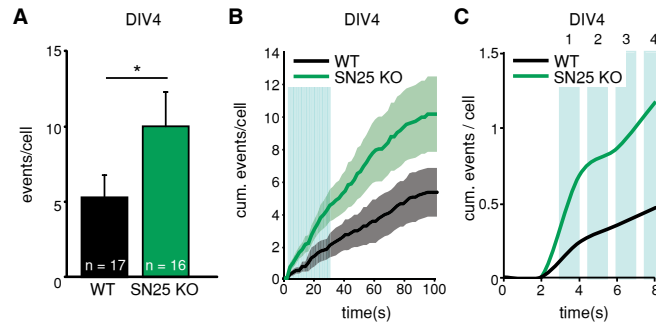 A
DIV4
events/cell
15
10
5
0
*
n = 17
n = 16
WT
SN25 KO
B
DIV4
WT
SN25 KO
cum. events/cell
14
12
10
8
6
4
2
0
0 20 40 60 80 100
time(s)
C
DIV4
1 2 3 4
WT
SN25 KO
cum. events / cell
1.5
1
0.5
0
0 2 4 6 8
time(s)